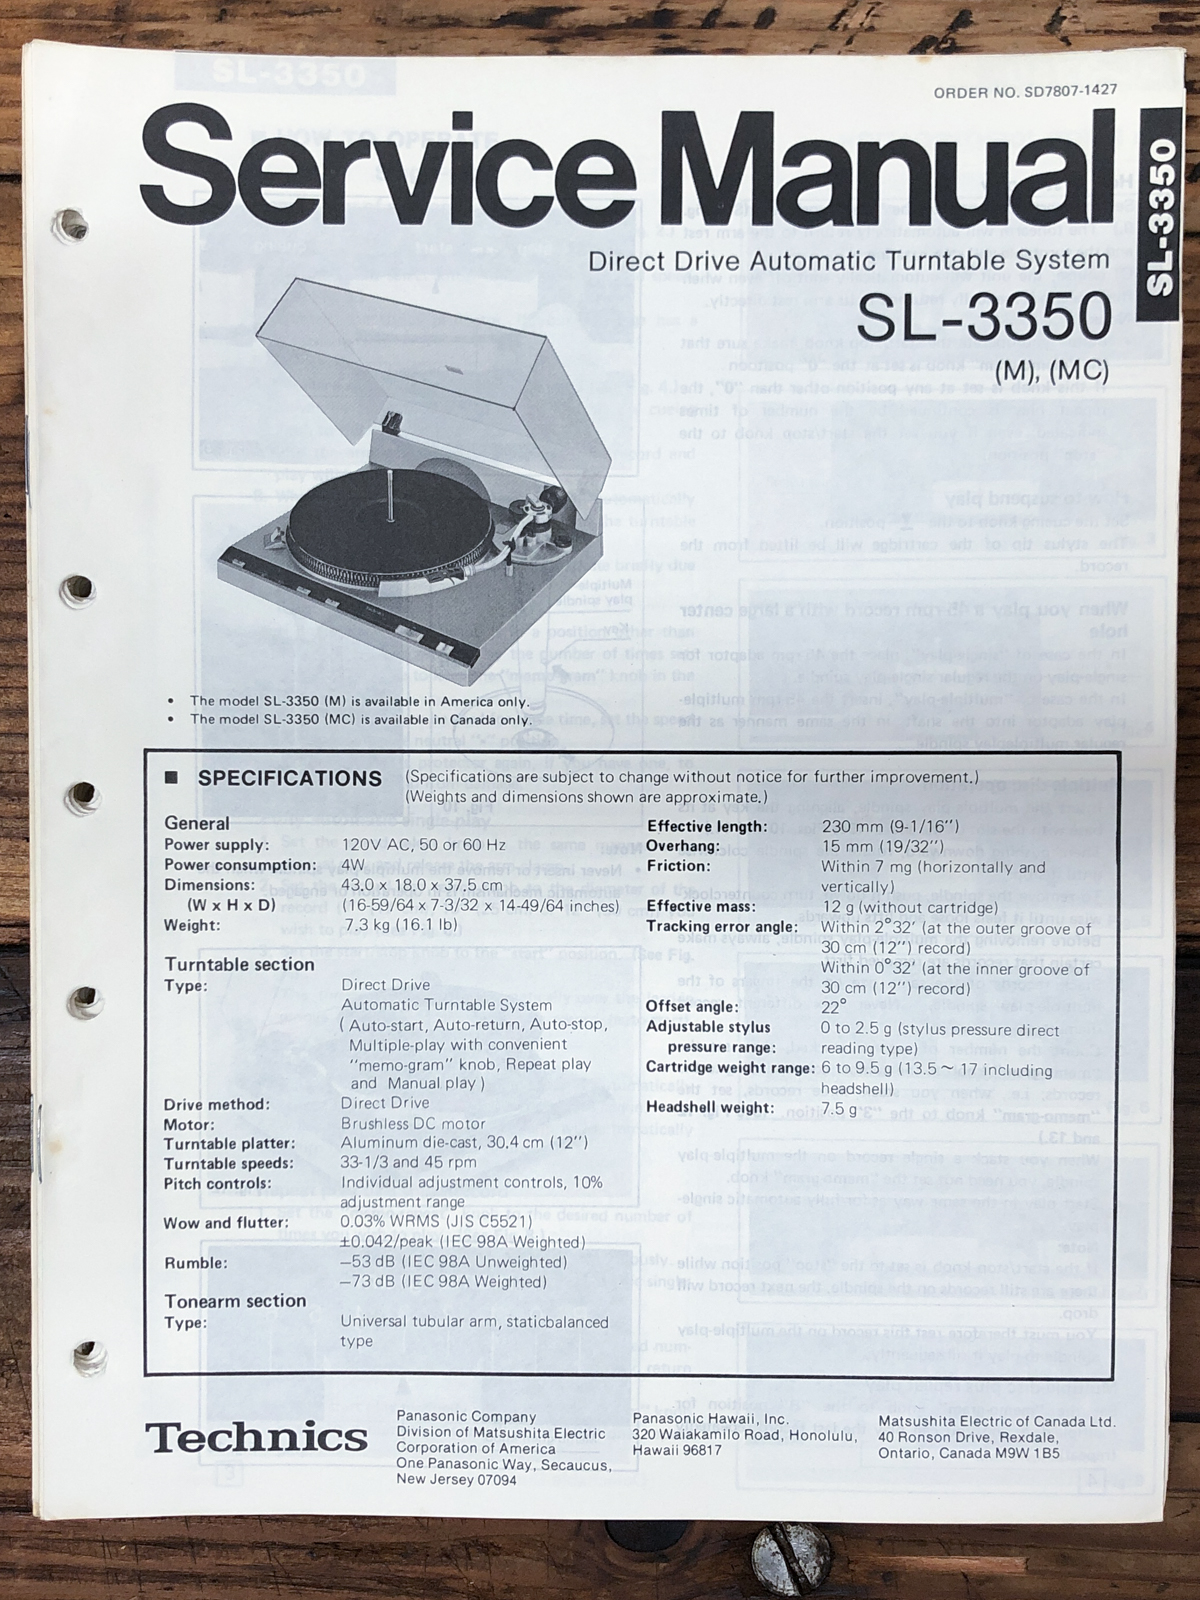 SL-3350
ORDER NO. SD7807-1427
Service Manual
SL-3350
Direct Drive Automatic Turntable System
SL-3350
(M), (MC)
• The model SL-3350 (M) is available in America only.
• The model SL-3350 (MC) is available in Canada only.
■ SPECIFICATIONS (Specifications are subject to change without notice for further improvement.)
(Weights and dimensions shown are approximate.)
General
Power supply: 120V AC, 50 or 60 Hz
Power consumption: 4W
Dimensions: 43.0 x 18.0 x 37.5 cm
(W x H x D) (16-59/64 x 7-3/32 x 14-49/64 inches)
Weight: 7.3 kg (16.1 lb)
Turntable section
Type: Direct Drive
Automatic Turntable System
(Auto-start, Auto-return, Auto-stop,
Multiple-play with convenient
"memo-gram" knob, Repeat play
and Manual play)
Drive method: Direct Drive
Motor: Brushless DC motor
Turntable platter: Aluminum die-cast, 30.4 cm (12'')
Turntable speeds: 33-1/3 and 45 rpm
Pitch controls: Individual adjustment controls, 10%
adjustment range
Wow and flutter: 0.03% WRMS (JIS C5521)
±0.042/peak (IEC 98A Weighted)
Rumble: –53 dB (IEC 98A Unweighted)
–73 dB (IEC 98A Weighted)
Tonearm section
Type: Universal tubular arm, staticbalanced
type
Effective length: 230 mm (9-1/16'')
Overhang: 15 mm (19/32'')
Friction: Within 7 mg (horizontally and
vertically)
Effective mass: 12 g (without cartridge)
Tracking error angle: Within 2°32' (at the outer groove of
30 cm (12'') record)
Within 0°32' (at the inner groove of
30 cm (12'') record)
Offset angle: 22°
Adjustable stylus 0 to 2.5 g (stylus pressure direct
pressure range: reading type)
Cartridge weight range: 6 to 9.5 g (13.5 ~ 17 including
headshell)
Headshell weight: 7.5 g
Technics
Panasonic Company
Division of Matsushita Electric
Corporation of America
One Panasonic Way, Secaucus,
New Jersey 07094
Panasonic Hawaii, Inc.
320 Waiakamilo Road, Honolulu,
Hawaii 96817
Matsushita Electric of Canada Ltd.
40 Ronson Drive, Rexdale,
Ontario, Canada M9W 1B5